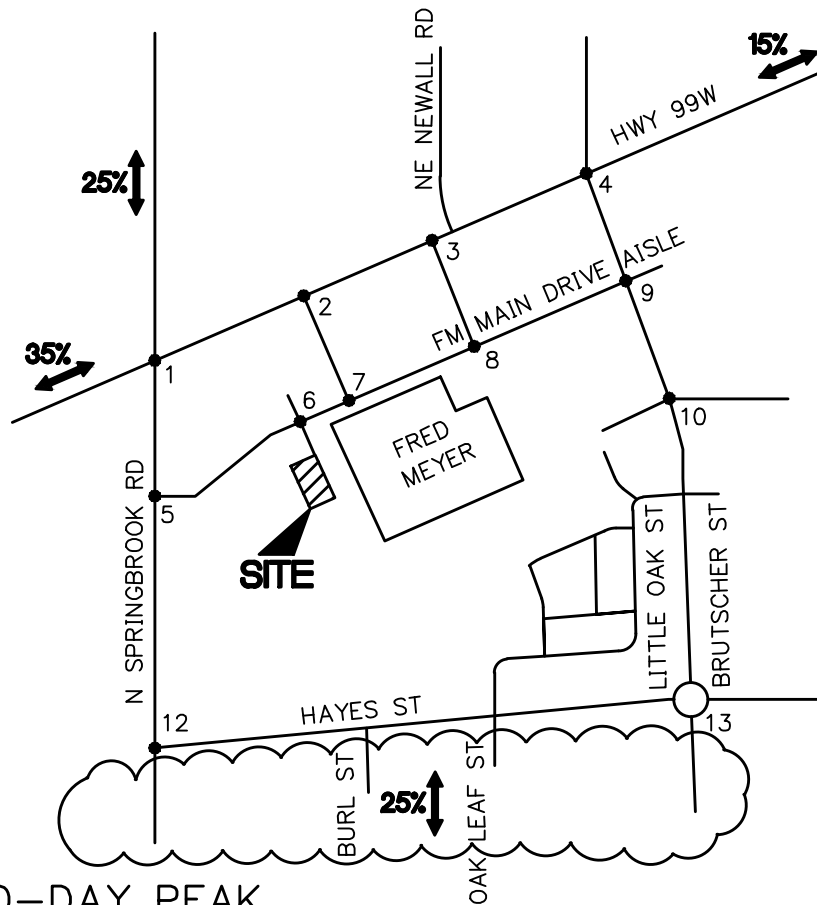 15%
NE NEWALL RD
HWY 99W
4
25%
3
FM MAIN DRIVE AISLE
9
2
35%
1
8
7
6
10
FRED
MEYER
5
N SPRINGBROOK RD
SITE
LITTLE OAK ST
BRUTSCHER ST
12
HAYES ST
13
BURL ST
25%
OAK LEAF ST